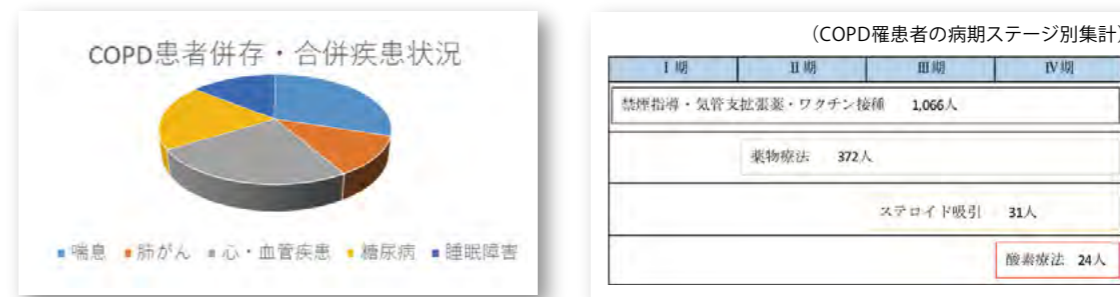 COPD患者併存・合併疾患状況
喘息 肺がん 心・血管疾患 糖尿病 睡眠障害
(COPD罹患者の病期ステージ別集計)
Ⅰ期 Ⅱ期 Ⅲ期 Ⅳ期
禁煙指導・気管支拡張薬・ワクチン接種 1,066人
薬物療法 372人
ステロイド吸引 31人
酸素療法 24人